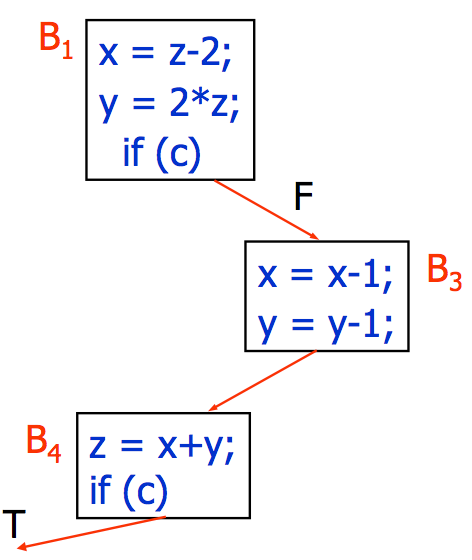 B1
x = z-2;
y = 2*z;
if (c)
F
x = x-1;
y = y-1;
B3
B4
z = x+y;
if (c)
T